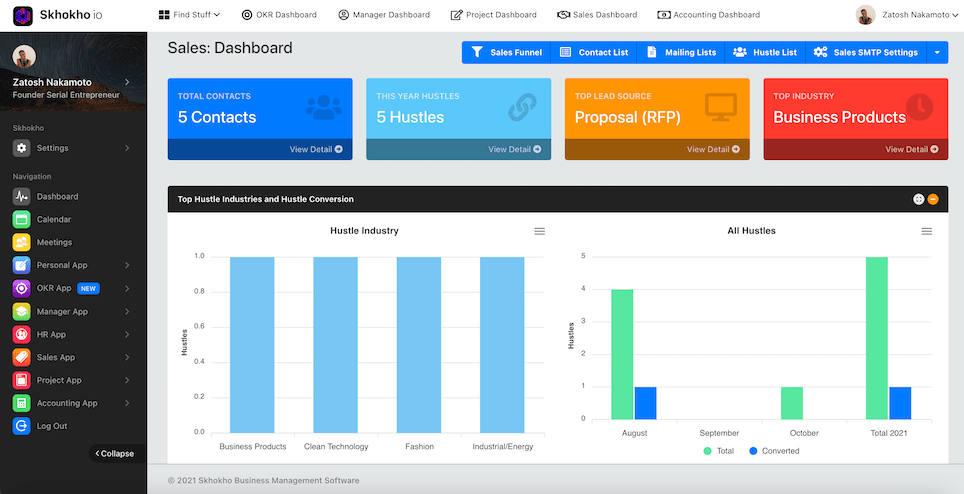 Skhokho io
Find Stuff
OKR Dashboard
Manager Dashboard
Project Dashboard
Sales Dashboard
Accounting Dashboard
Zatosh Nakamoto
Zatosh Nakamoto
Founder Serial Entrepreneur
Skhokho
Settings
Navigation
Dashboard
Calendar
Meetings
Personal App
OKR App NEW
Manager App
HR App
Sales App
Project App
Accounting App
Log Out
Collapse
Sales: Dashboard
Sales Funnel
Contact List
Mailing Lists
Hustle List
Sales SMTP Settings
TOTAL CONTACTS
5 Contacts
View Detail
THIS YEAR HUSTLES
5 Hustles
View Detail
TOP LEAD SOURCE
Proposal (RFP)
View Detail
TOP INDUSTRY
Business Products
View Detail
Top Hustle Industries and Hustle Conversion
Hustle Industry
Hustles
1.0
0.8
0.6
0.4
0.2
0.0
Business Products
Clean Technology
Fashion
Industrial/Energy
All Hustles
Hustles
5
4
3
2
1
0
August
September
October
Total 2021
Total
Converted
© 2021 Skhokho Business Management Software